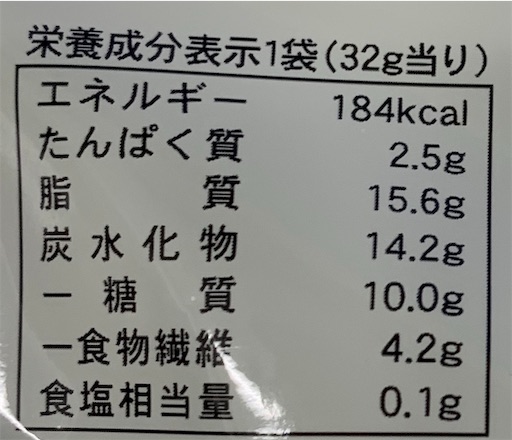 栄養成分表示1袋(32g当り)
エネルギー 184kcal
たんぱく質 2.5g
脂質 15.6g
炭水化物 14.2g
ー糖質 10.0g
ー食物繊維 4.2g
食塩相当量 0.1g